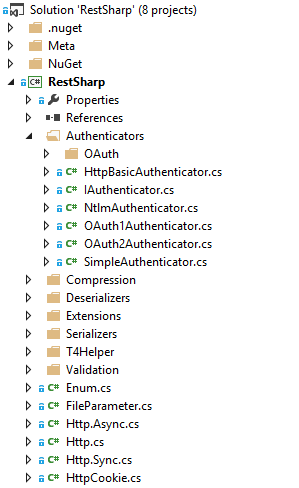 Solution 'RestSharp' (8 projects)
.nuget
Meta
NuGet
C# RestSharp
Properties
References
Authenticators
OAuth
C# HttpBasicAuthenticator.cs
C# IAuthenticator.cs
C# NtlmAuthenticator.cs
C# OAuth1Authenticator.cs
C# OAuth2Authenticator.cs
C# SimpleAuthenticator.cs
Compression
Deserializers
Extensions
Serializers
T4Helper
Validation
C# Enum.cs
C# FileParameter.cs
C# Http.Async.cs
C# Http.cs
C# Http.Sync.cs
C# HttpCookie.cs